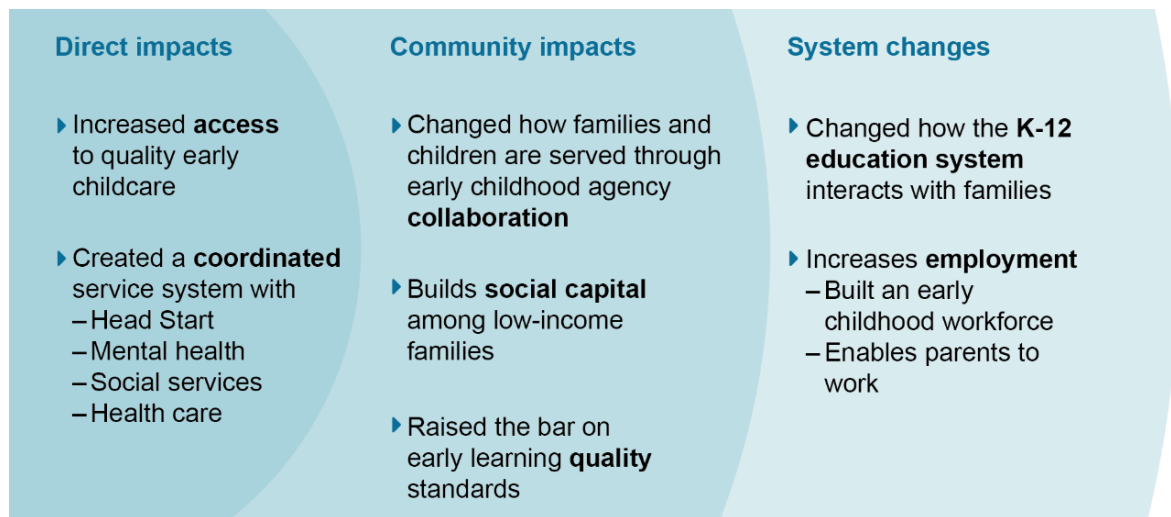 Direct impacts
Increased access
to quality early
childcare
Created a coordinated
service system with
– Head Start
– Mental health
– Social services
– Health care
Community impacts
Changed how families and
children are served through
early childhood agency
collaboration
Builds social capital
among low-income
families
Raised the bar on
early learning quality
standards
System changes
Changed how the K-12
education system
interacts with families
Increases employment
– Built an early
childhood workforce
– Enables parents to
work